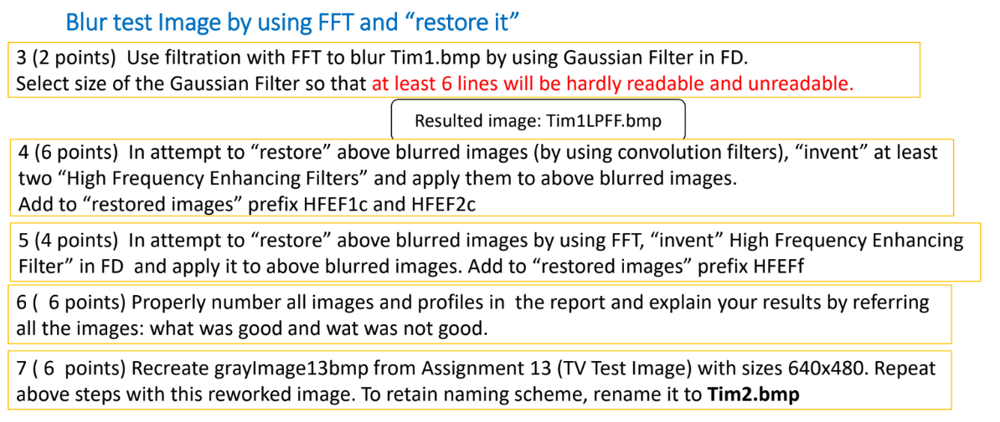 Blur test Image by using FFT and “restore it”
3 (2 points)  Use filtration with FFT to blur Tim1.bmp by using Gaussian Filter in FD.
Select size of the Gaussian Filter so that at least 6 lines will be hardly readable and unreadable.
Resulted image: Tim1LPFF.bmp
4 (6 points)  In attempt to “restore” above blurred images (by using convolution filters), “invent” at least
two “High Frequency Enhancing Filters” and apply them to above blurred images.
Add to “restored images” prefix HFEF1c and HFEF2c
5 (4 points)  In attempt to “restore” above blurred images by using FFT, “invent” High Frequency Enhancing
Filter” in FD  and apply it to above blurred images. Add to “restored images” prefix HFEFf
6 (  6 points) Properly number all images and profiles in  the report and explain your results by referring
all the images: what was good and wat was not good.
7 ( 6  points) Recreate grayImage13bmp from Assignment 13 (TV Test Image) with sizes 640x480. Repeat
above steps with this reworked image. To retain naming scheme, rename it to Tim2.bmp